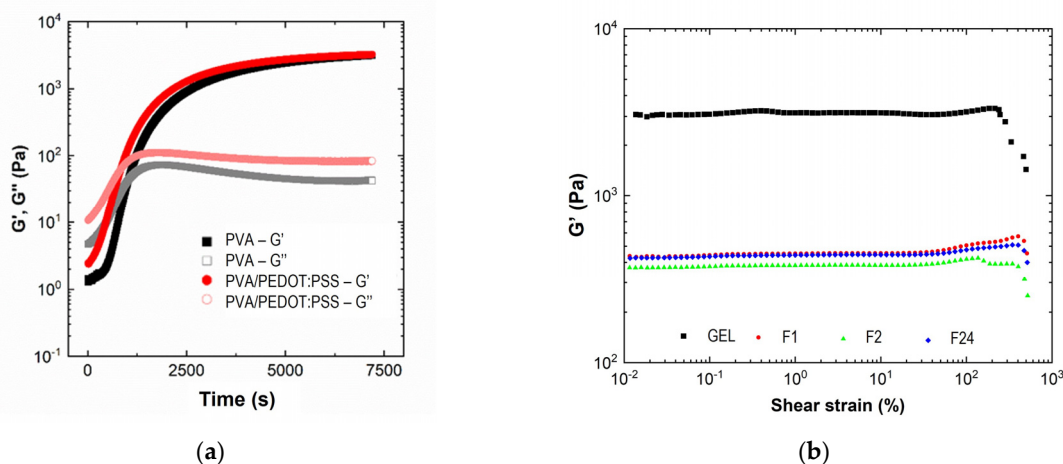 10⁴
10³
10²
10¹
10⁰
10⁻¹
G', G'' (Pa)
PVA – G'
PVA – G''
PVA/PEDOT:PSS – G'
PVA/PEDOT:PSS – G''
0 2500 5000 7500
Time (s)
(a)
10⁴
10³
10²
G' (Pa)
GEL F1 F2 F24
10⁻² 10⁻¹ 10⁰ 10¹ 10² 10³
Shear strain (%)
(b)